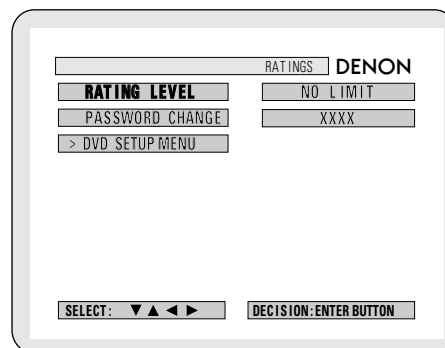 RATINGS DENON
RATING LEVEL NO LIMIT
PASSWORD CHANGE XXXX
> DVD SETUP MENU
SELECT: ▼ ▲ ◄ ► DECISION: ENTER BUTTON